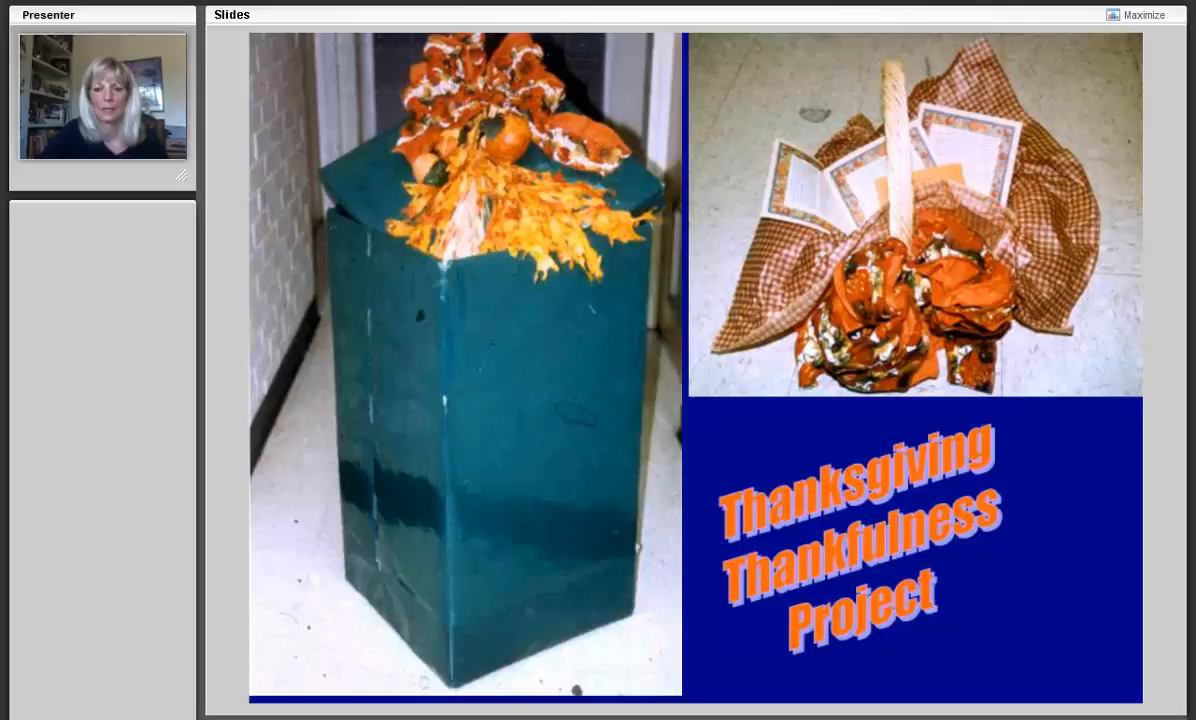 Presenter
Slides
Maximize
Thanksgiving
Thankfulness
Project